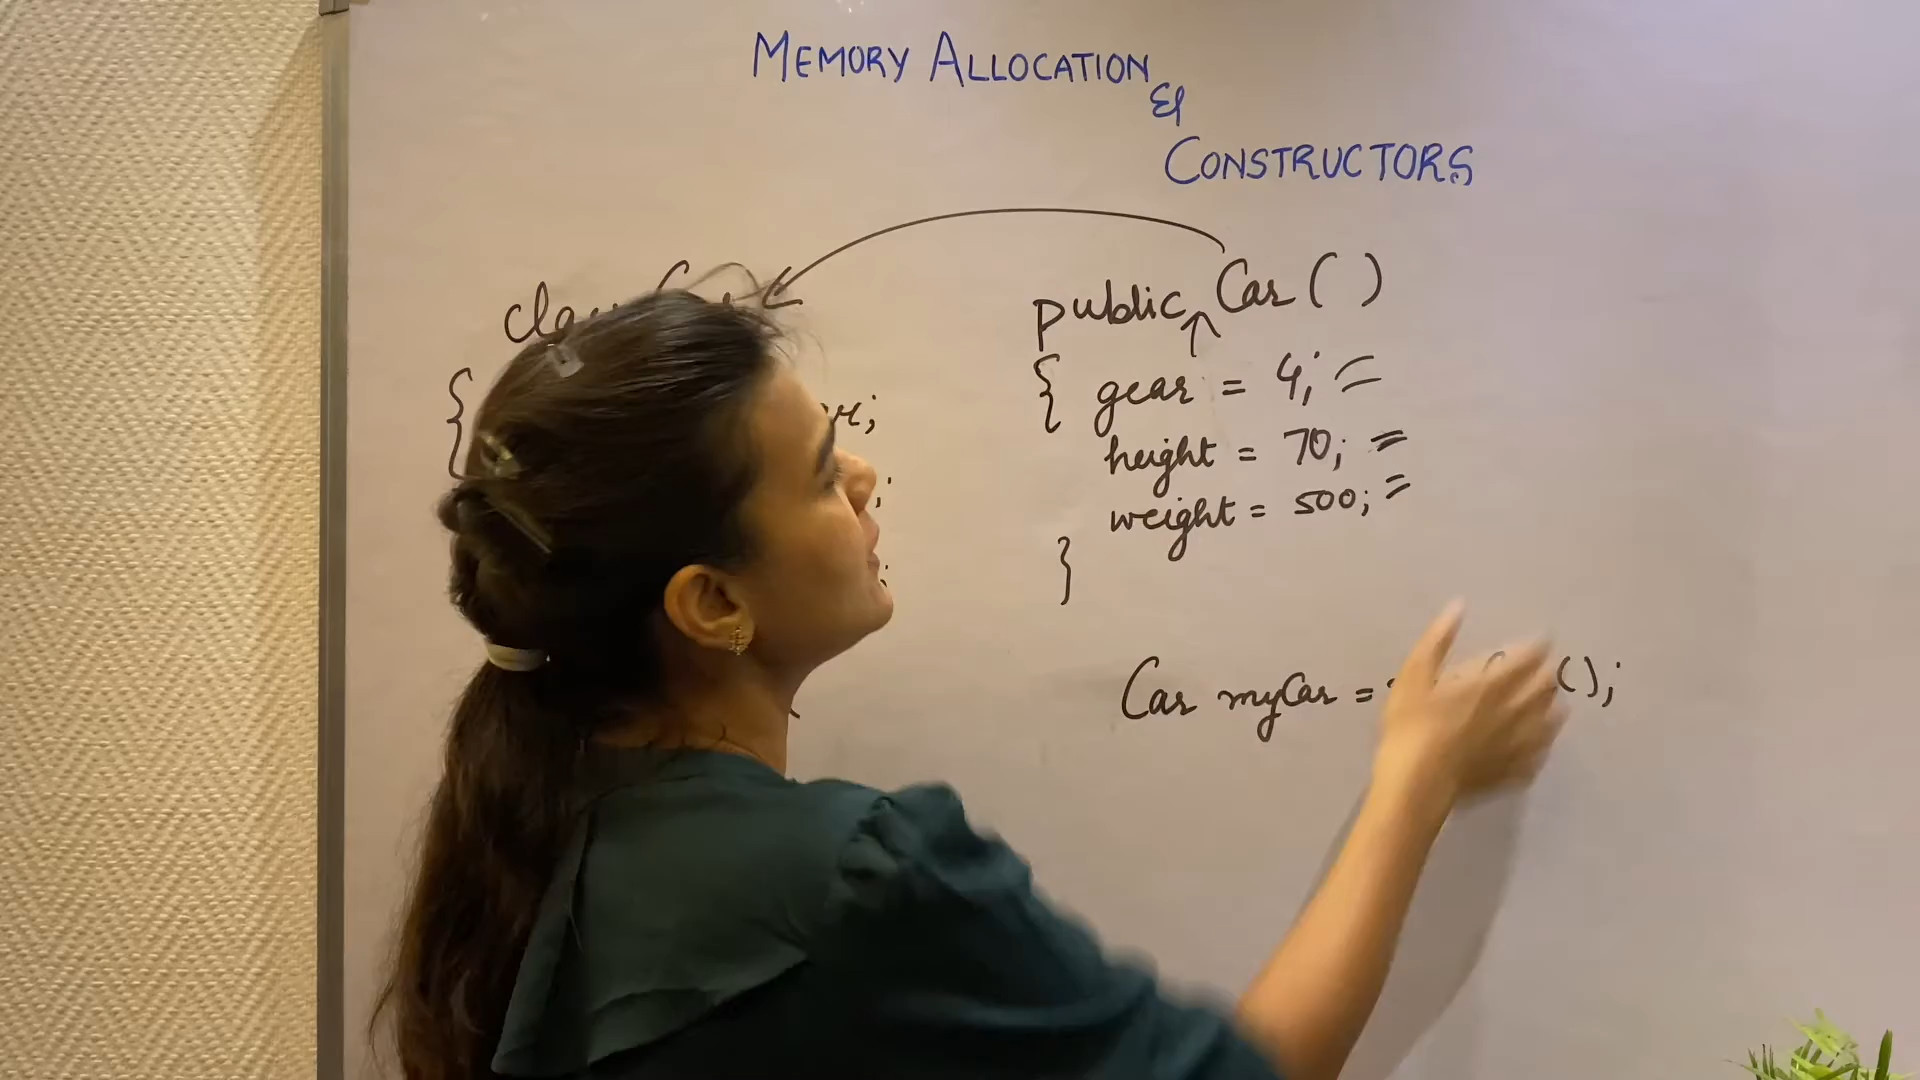 MEMORY ALLOCATION
&
CONSTRUCTORS
public Car ( )
{
{ gear = 4;
height = 70;
weight = 500;
}
Car myCar = ();